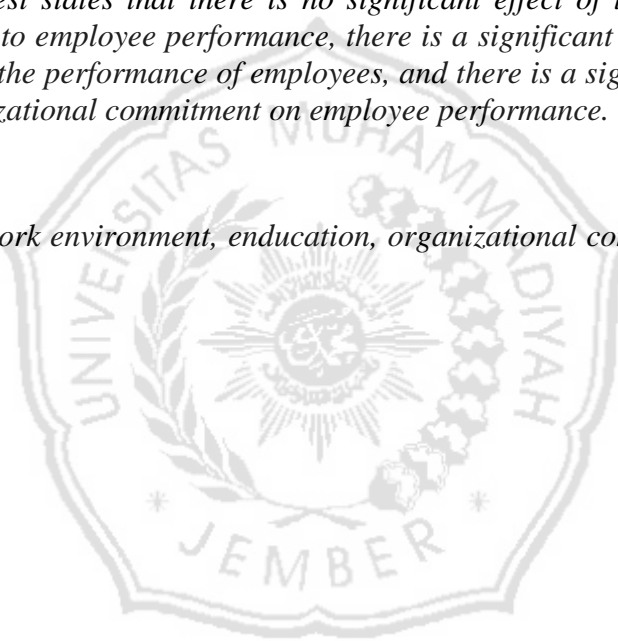 est states that there is no significant effect of
to employee performance, there is a significant
the performance of employees, and there is a sig
zational commitment on employee performance.
ork environment, enducation, organizational co
UNIVERSITAS MUHAMMADIYAH
* JEMBER *